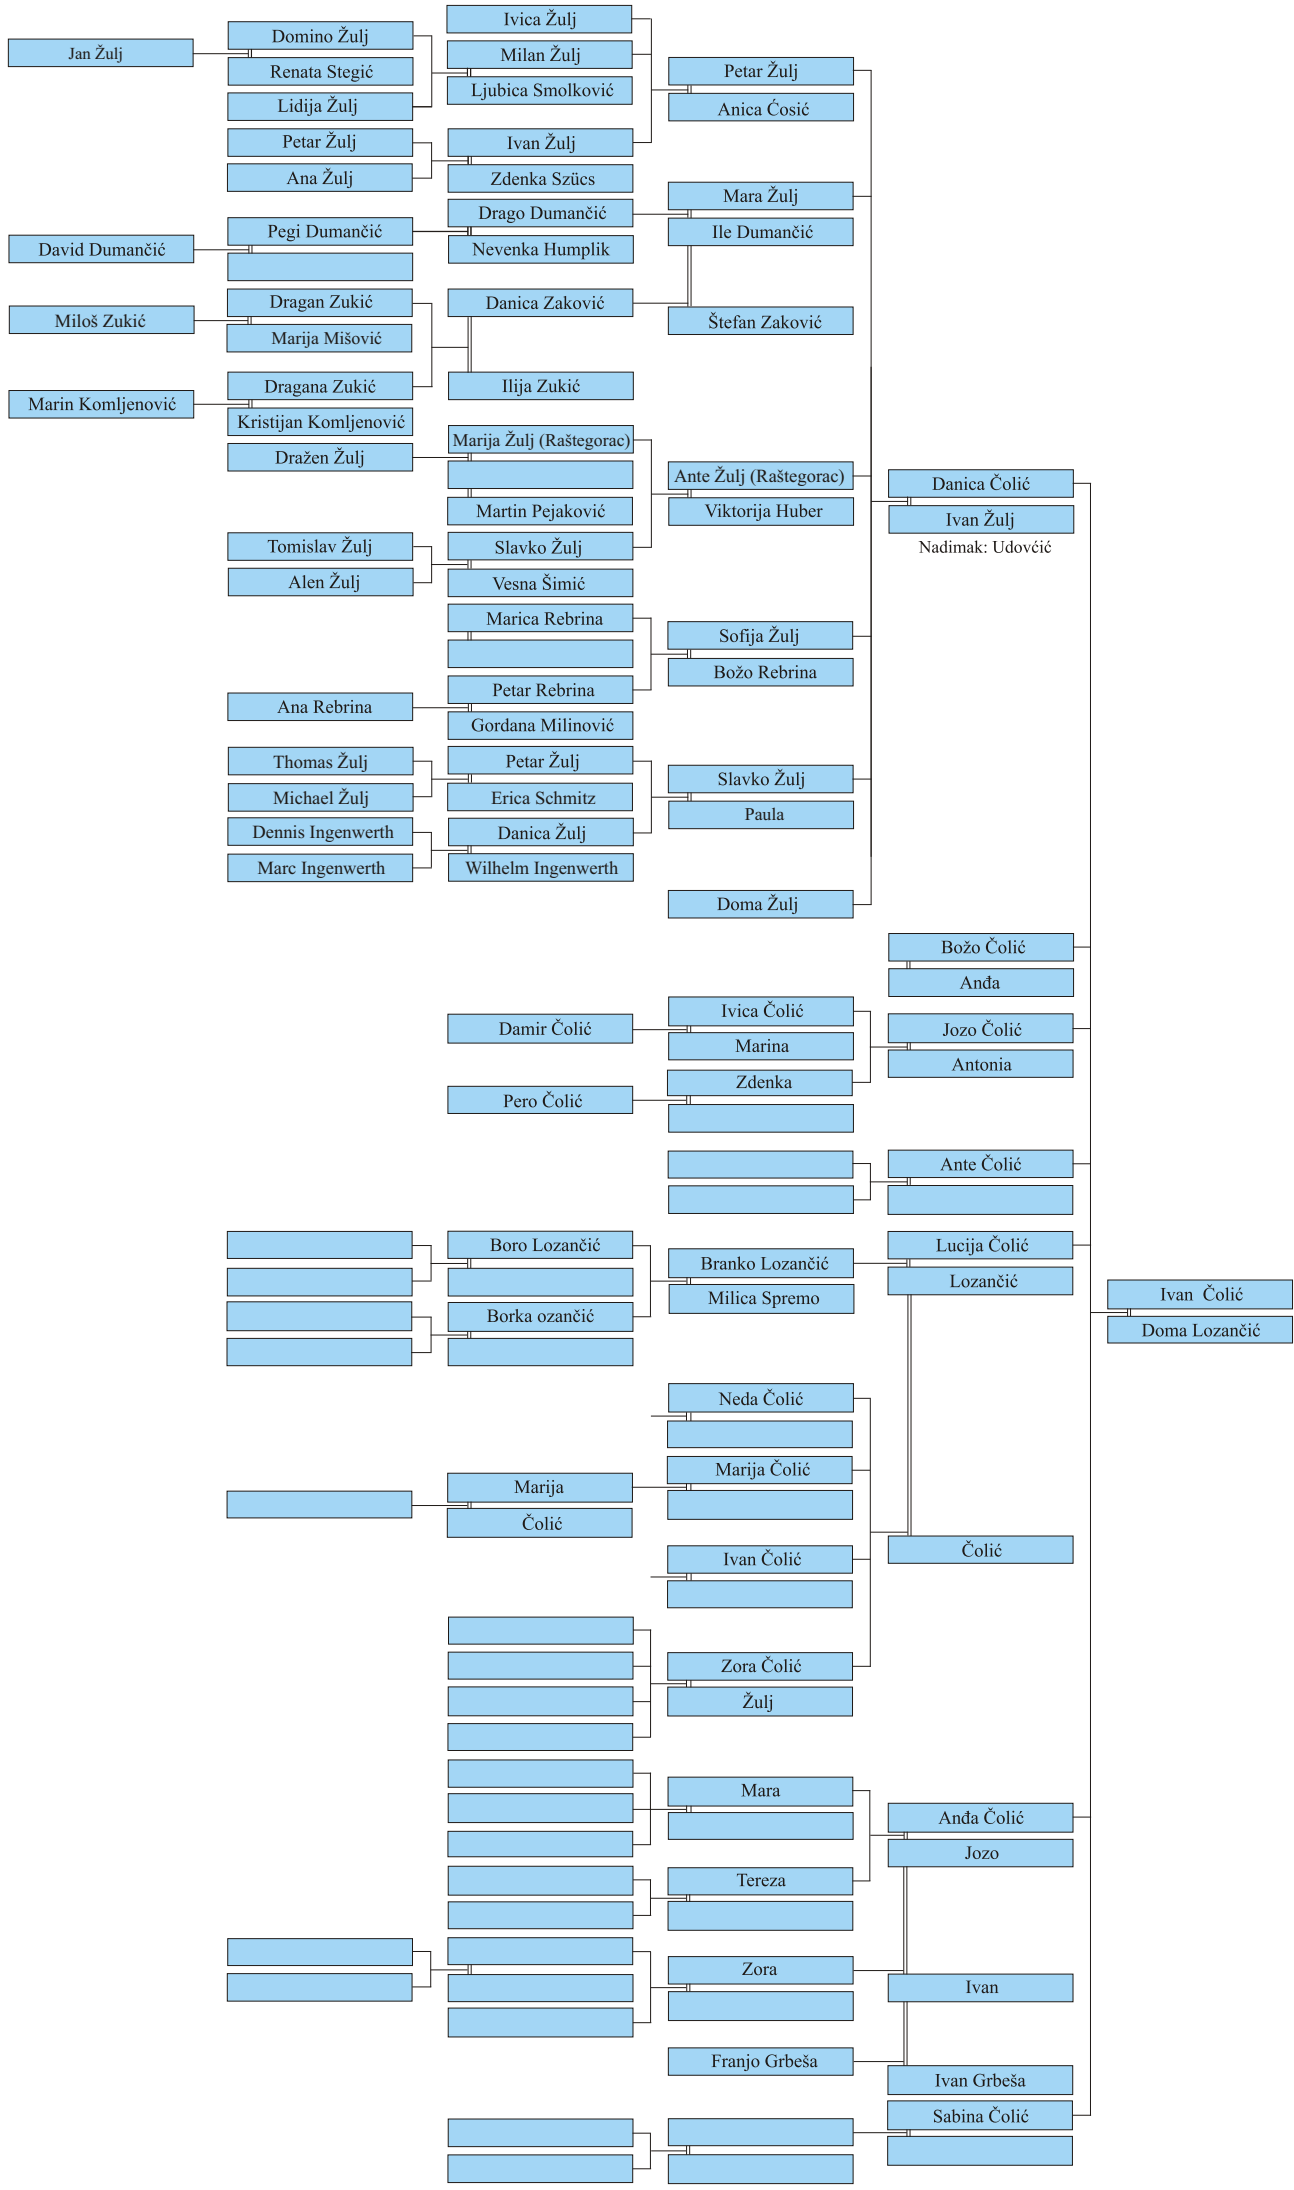 Jan Žulj
Domino Žulj
Renata Stegić
Lidija Žulj
Petar Žulj
Ana Žulj
Ivica Žulj
Milan Žulj
Ljubica Smolković
Ivan Žulj
Zdenka Szücs
Petar Žulj
Anica Ćosić
David Dumančić
Pegi Dumančić
Drago Dumančić
Nevenka Humplik
Mara Žulj
Ile Dumančić
Miloš Zukić
Dragan Zukić
Marija Mišović
Danica Zaković
Štefan Zaković
Marin Komljenović
Dragana Zukić
Kristijan Komljenović
Ilija Zukić
Dražen Žulj
Marija Žulj (Raštegorac)
Martin Pejaković
Ante Žulj (Raštegorac)
Viktorija Huber
Danica Čolić
Ivan Žulj
Nadimak: Udovćić
Tomislav Žulj
Alen Žulj
Slavko Žulj
Vesna Šimić
Marica Rebrina
Sofija Žulj
Božo Rebrina
Ana Rebrina
Petar Rebrina
Gordana Milinović
Thomas Žulj
Michael Žulj
Petar Žulj
Erica Schmitz
Slavko Žulj
Paula
Dennis Ingenwerth
Marc Ingenwerth
Danica Žulj
Wilhelm Ingenwerth
Doma Žulj
Božo Čolić
Anđa
Damir Čolić
Ivica Čolić
Marina
Jozo Čolić
Antonia
Pero Čolić
Zdenka
Ante Čolić
Boro Lozančić
Borka ozančić
Branko Lozančić
Milica Spremo
Lucija Čolić
Lozančić
Ivan Čolić
Doma Lozančić
Neda Čolić
Marija Čolić
Marija
Čolić
Ivan Čolić
Čolić
Zora Čolić
Žulj
Mara
Anđa Čolić
Jozo
Tereza
Zora
Ivan
Franjo Grbeša
Ivan Grbeša
Sabina Čolić